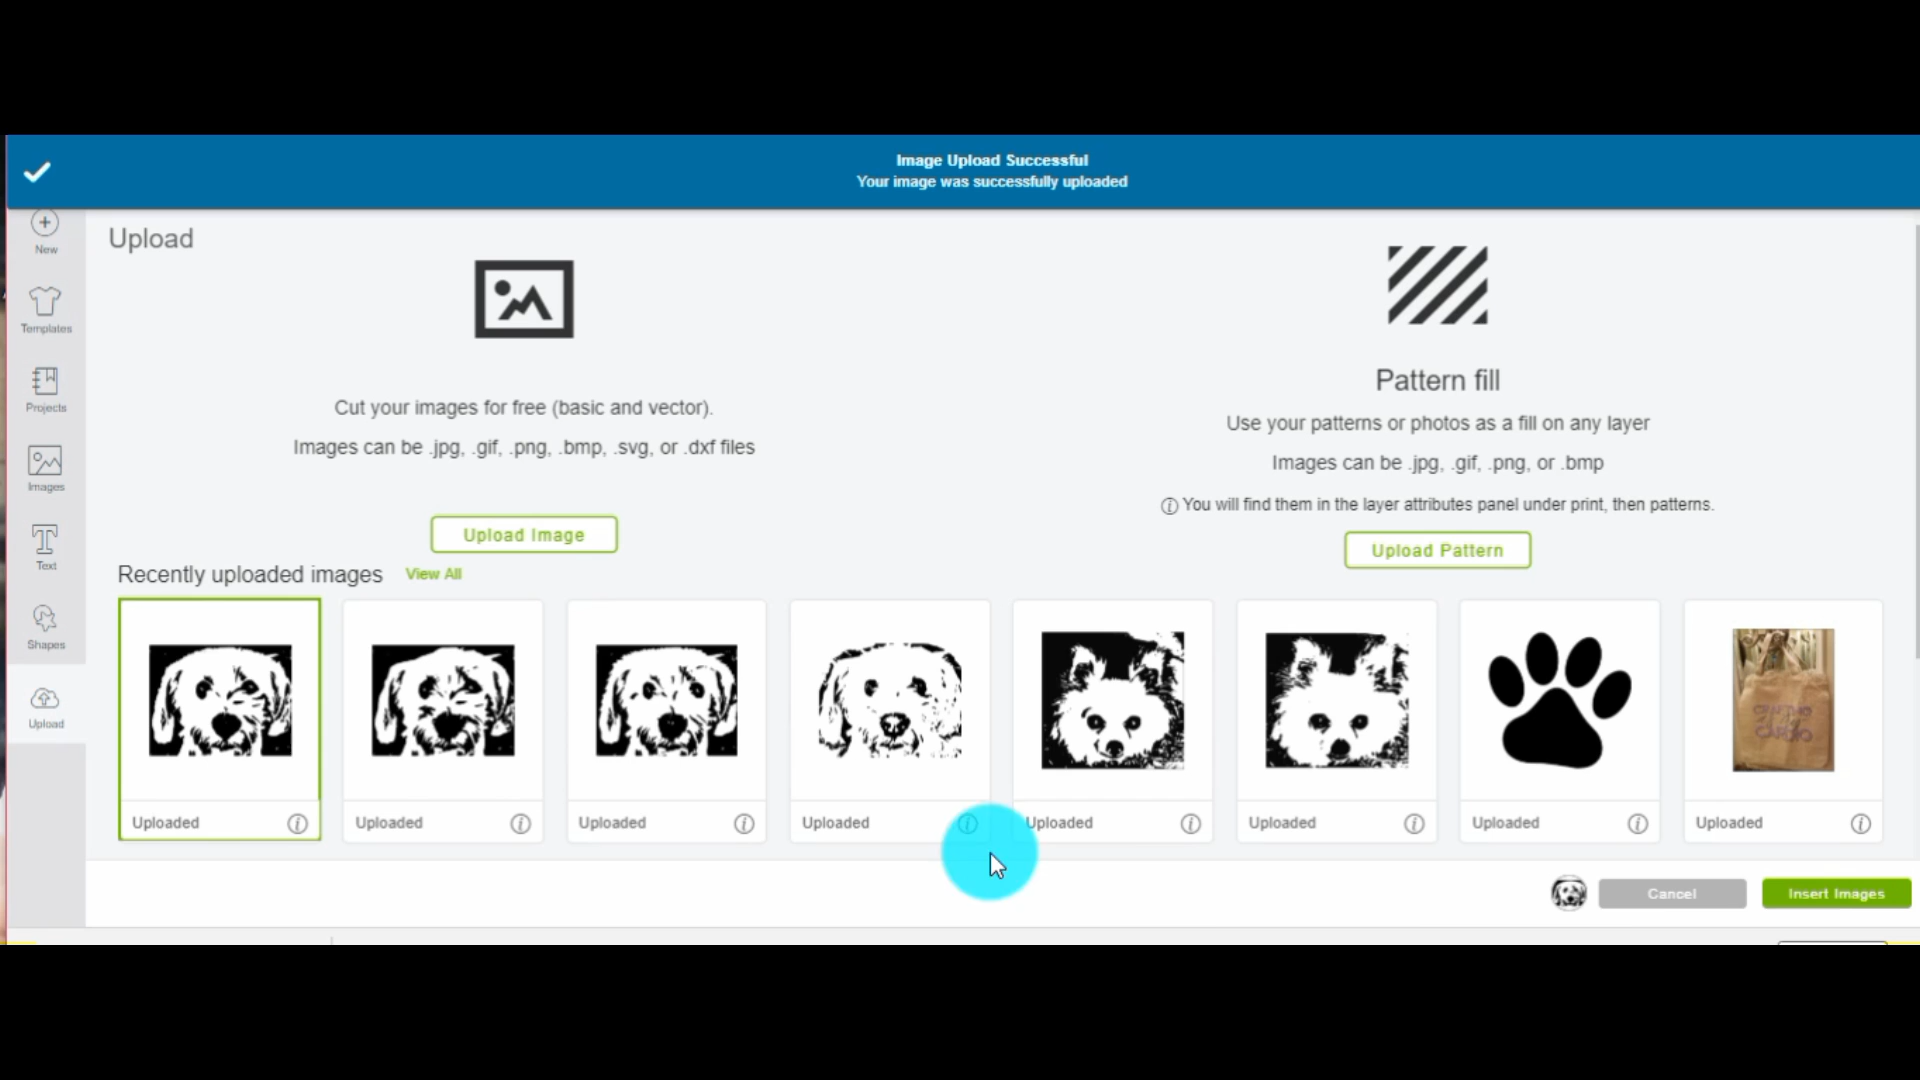 Image Upload Successful
Your image was successfully uploaded
New
Templates
Projects
Images
Text
Shapes
Upload
Upload
Cut your images for free (basic and vector).
Images can be .jpg, .gif, .png, .bmp, .svg, or .dxf files
Upload Image
Pattern fill
Use your patterns or photos as a fill on any layer
Images can be .jpg, .gif, .png, or .bmp
You will find them in the layer attributes panel under print, then patterns.
Upload Pattern
Recently uploaded images View All
Uploaded
Uploaded
Uploaded
Uploaded
Uploaded
Uploaded
Uploaded
Uploaded
Cancel
Insert Images